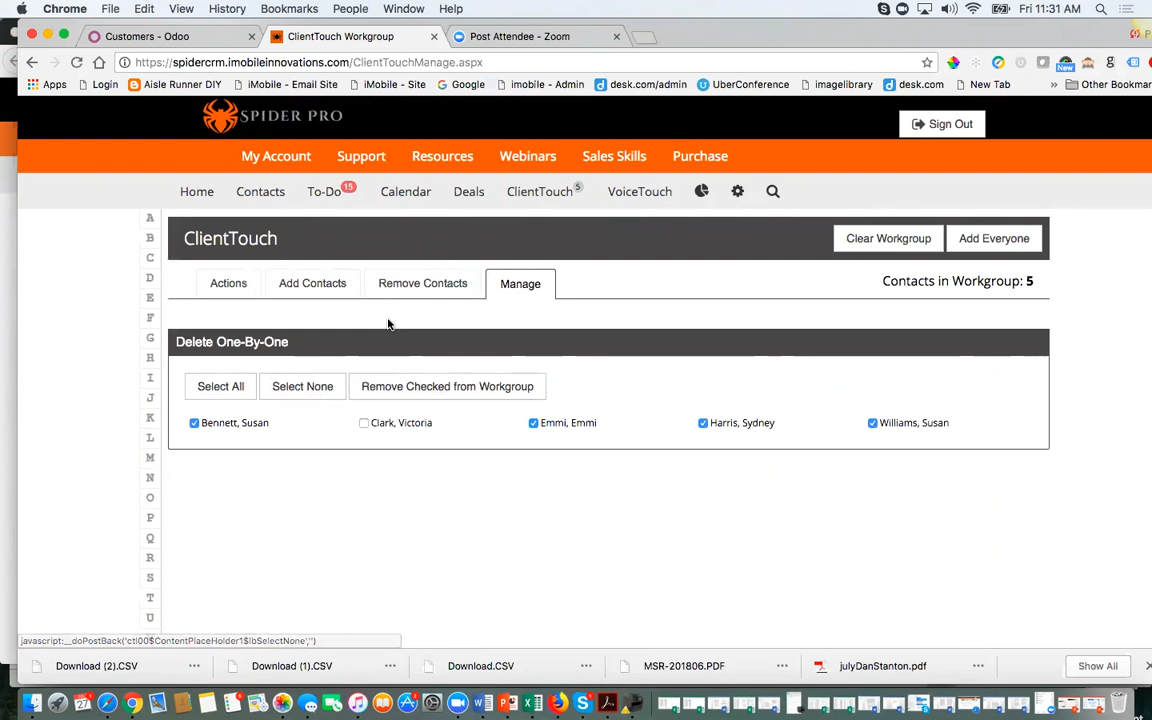 Chrome File Edit View History Bookmarks People Window Help Fri 11:31 AM
Customers - Odoo ClientTouch Workgroup Post Attendee - Zoom
https://spidercrm.imobileinnovations.com/ClientTouchManage.aspx New
Apps Login Aisle Runner DIY iMobile - Email Site iMobile - Site Google imobile - Admin desk.com/admin UberConference imagelibrary desk.com New Tab » Other Bookmar
SPIDER PRO
Sign Out
My Account Support Resources Webinars Sales Skills Purchase
Home Contacts To-Do 15 Calendar Deals ClientTouch 5 VoiceTouch
A
B
C
D
E
F
G
H
I
J
K
L
M
N
O
P
Q
R
S
T
U
ClientTouch Clear Workgroup Add Everyone
Actions Add Contacts Remove Contacts Manage Contacts in Workgroup: 5
Delete One-By-One
Select All Select None Remove Checked from Workgroup
Bennett, Susan Clark, Victoria Emmi, Emmi Harris, Sydney Williams, Susan
javascript:__doPostBack('ctl00$ContentPlaceHolder1$lbSelectNone','')
Download (2).CSV Download (1).CSV Download.CSV MSR-201806.PDF julyDanStanton.pdf Show All